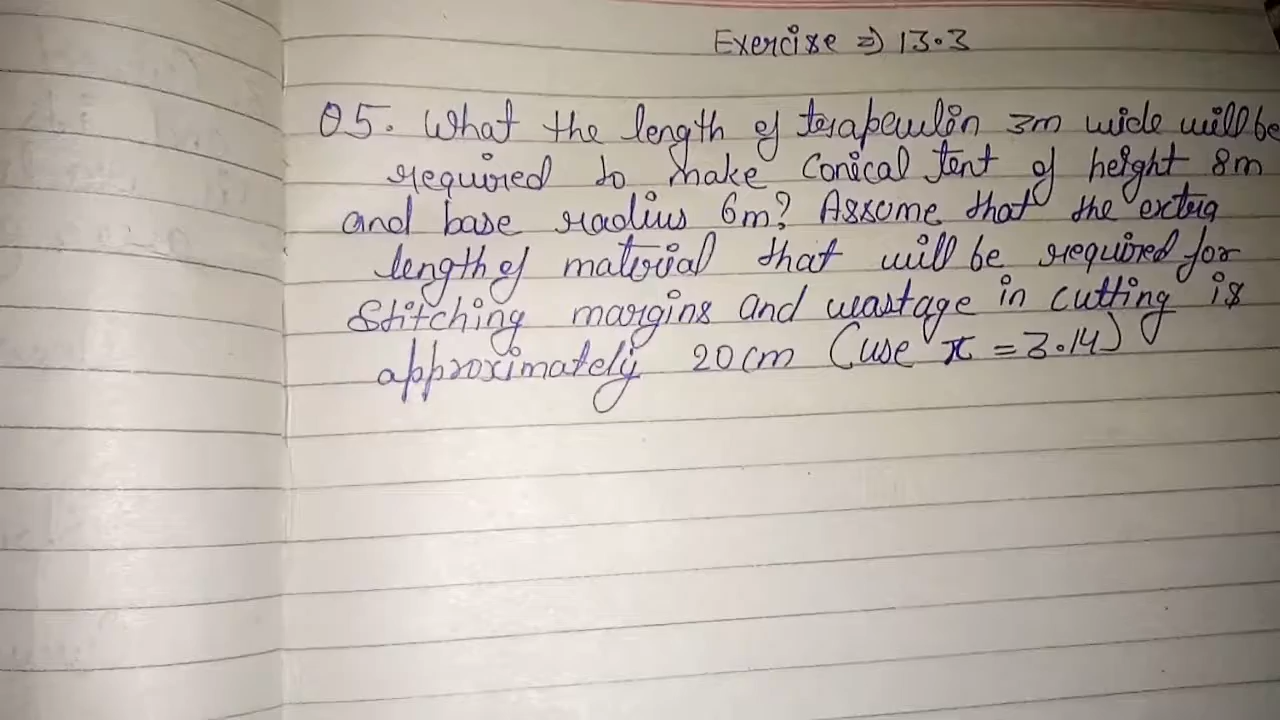 Exercise ⇒ 13.3
Q5. What the length of terapaulin 3m wide will be
required to make conical tent of height 8m
and base radius 6m? Assume that the extra
length of material that will be required for
Stitching margins and wastage in cutting is
approximately 20cm (use π = 3.14)